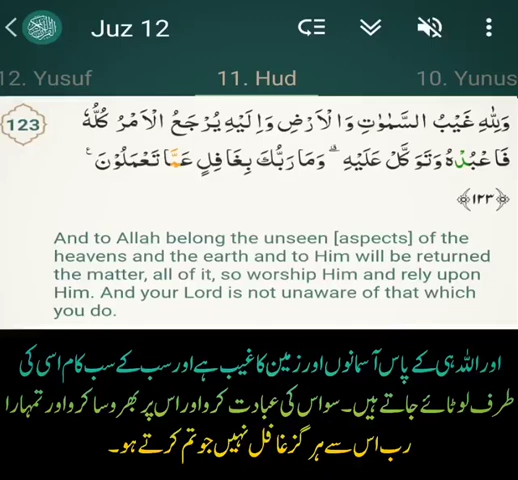 Juz 12
12. Yusuf 11. Hud 10. Yunus
123
وَلِلّٰهِ غَيْبُ السَّمٰوٰتِ وَالْاَرْضِ وَاِلَيْهِ يُرْجَعُ الْاَمْرُ كُلُّهٗ
فَاعْبُدْهُ وَتَوَكَّلْ عَلَيْهِ ؕ وَمَا رَبُّكَ بِغَافِلٍ عَمَّا تَعْمَلُوْنَ
﴿۱۲۳﴾
And to Allah belong the unseen [aspects] of the
heavens and the earth and to Him will be returned
the matter, all of it, so worship Him and rely upon
Him. And your Lord is not unaware of that which
you do.
اور اللہ ہی کے پاس آسمانوں اور زمین کا غیب ہے اور سب کے سب کام اسی کی
طرف لوٹائے جاتے ہیں۔ سو اس کی عبادت کرو اور اس پر بھروسا کرو اور تمہارا
رب اس سے ہرگز غافل نہیں جو تم کرتے ہو۔